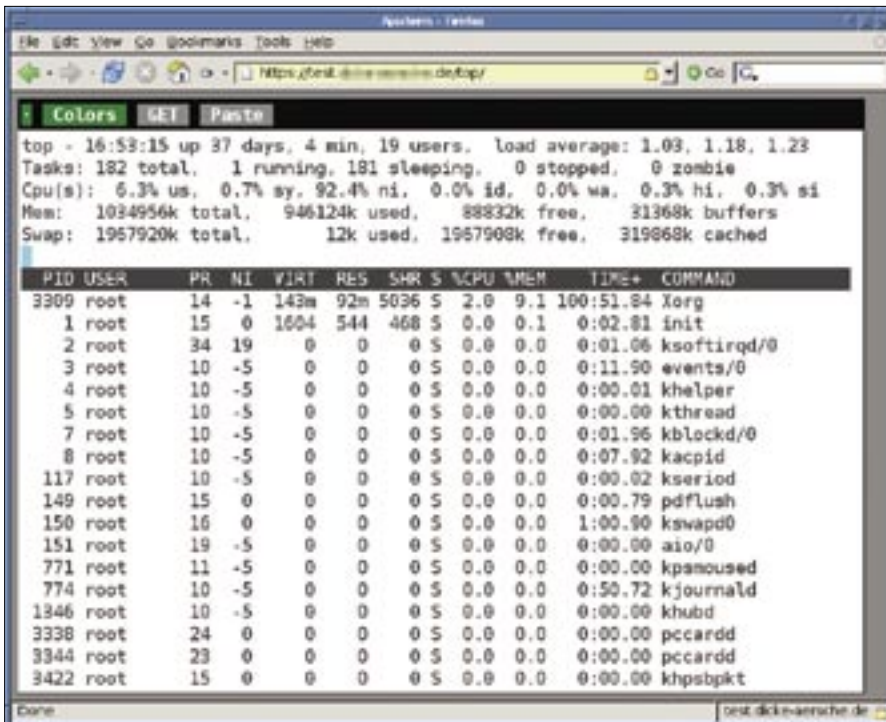 Ajaxterm - Firefox
File Edit View Go Bookmarks Tools Help
https://test. de/top/
Go
Colors GET Paste
top - 16:53:15 up 37 days, 4 min, 19 users, load average: 1.03, 1.18, 1.23
Tasks: 182 total, 1 running, 181 sleeping, 0 stopped, 0 zombie
Cpu(s): 6.3% us, 0.7% sy, 92.4% ni, 0.0% id, 0.0% wa, 0.3% hi, 0.3% si
Mem: 1034956k total, 946124k used, 88832k free, 31368k buffers
Swap: 1967920k total, 12k used, 1967908k free, 319868k cached
PID USER PR NI VIRT RES SHR S %CPU %MEM TIME+ COMMAND
3309 root 14 -1 143m 92m 5036 S 2.0 9.1 100:51.84 Xorg
1 root 15 0 1604 544 468 S 0.0 0.1 0:02.81 init
2 root 34 19 0 0 0 S 0.0 0.0 0:01.06 ksoftirqd/0
3 root 10 -5 0 0 0 S 0.0 0.0 0:11.90 events/0
4 root 10 -5 0 0 0 S 0.0 0.0 0:00.01 khelper
5 root 10 -5 0 0 0 S 0.0 0.0 0:00.00 kthread
7 root 10 -5 0 0 0 S 0.0 0.0 0:01.96 kblockd/0
8 root 10 -5 0 0 0 S 0.0 0.0 0:07.92 kacpid
117 root 10 -5 0 0 0 S 0.0 0.0 0:00.02 kseriod
149 root 15 0 0 0 0 S 0.0 0.0 0:00.79 pdflush
150 root 16 0 0 0 0 S 0.0 0.0 1:00.90 kswapd0
151 root 19 -5 0 0 0 S 0.0 0.0 0:00.00 aio/0
771 root 11 -5 0 0 0 S 0.0 0.0 0:00.00 kpsmoused
774 root 10 -5 0 0 0 S 0.0 0.0 0:50.72 kjournald
1346 root 10 -5 0 0 0 S 0.0 0.0 0:00.00 khubd
3338 root 24 0 0 0 0 S 0.0 0.0 0:00.00 pccardd
3344 root 23 0 0 0 0 S 0.0 0.0 0:00.00 pccardd
3422 root 15 0 0 0 0 S 0.0 0.0 0:00.00 khpsbpkt
Done
test.dicke-aersche.de